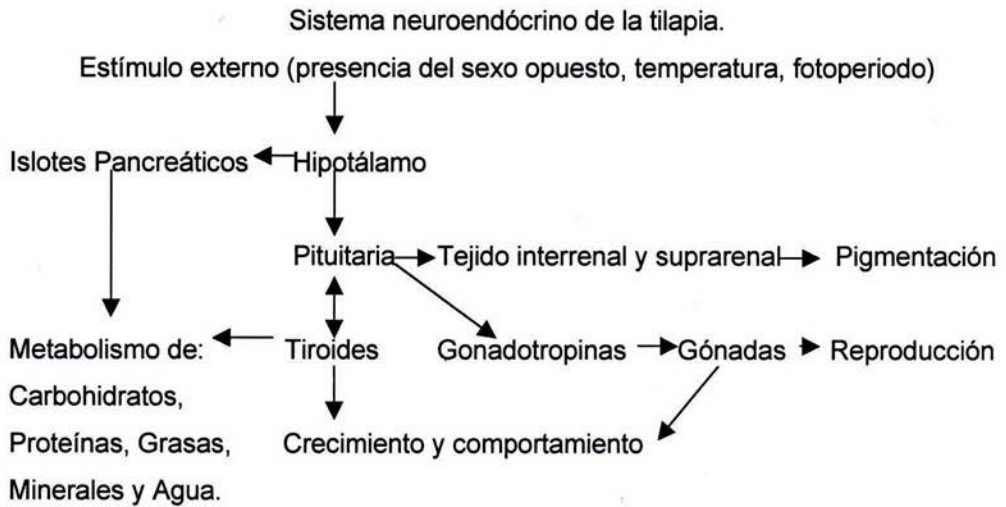 Sistema neuroendócrino de la tilapia.
Estímulo externo (presencia del sexo opuesto, temperatura, fotoperiodo)
Islotes Pancreáticos Hipotálamo
Pituitaria Tejido interrenal y suprarenal Pigmentación
Metabolismo de: Tiroides Gonadotropinas Gónadas Reproducción
Carbohidratos,
Proteínas, Grasas, Crecimiento y comportamiento
Minerales y Agua.